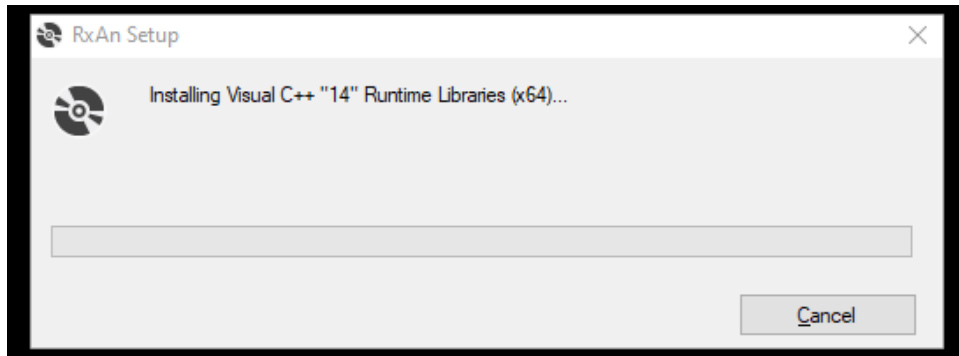 RxAn Setup
Installing Visual C++ "14" Runtime Libraries (x64)...
Cancel